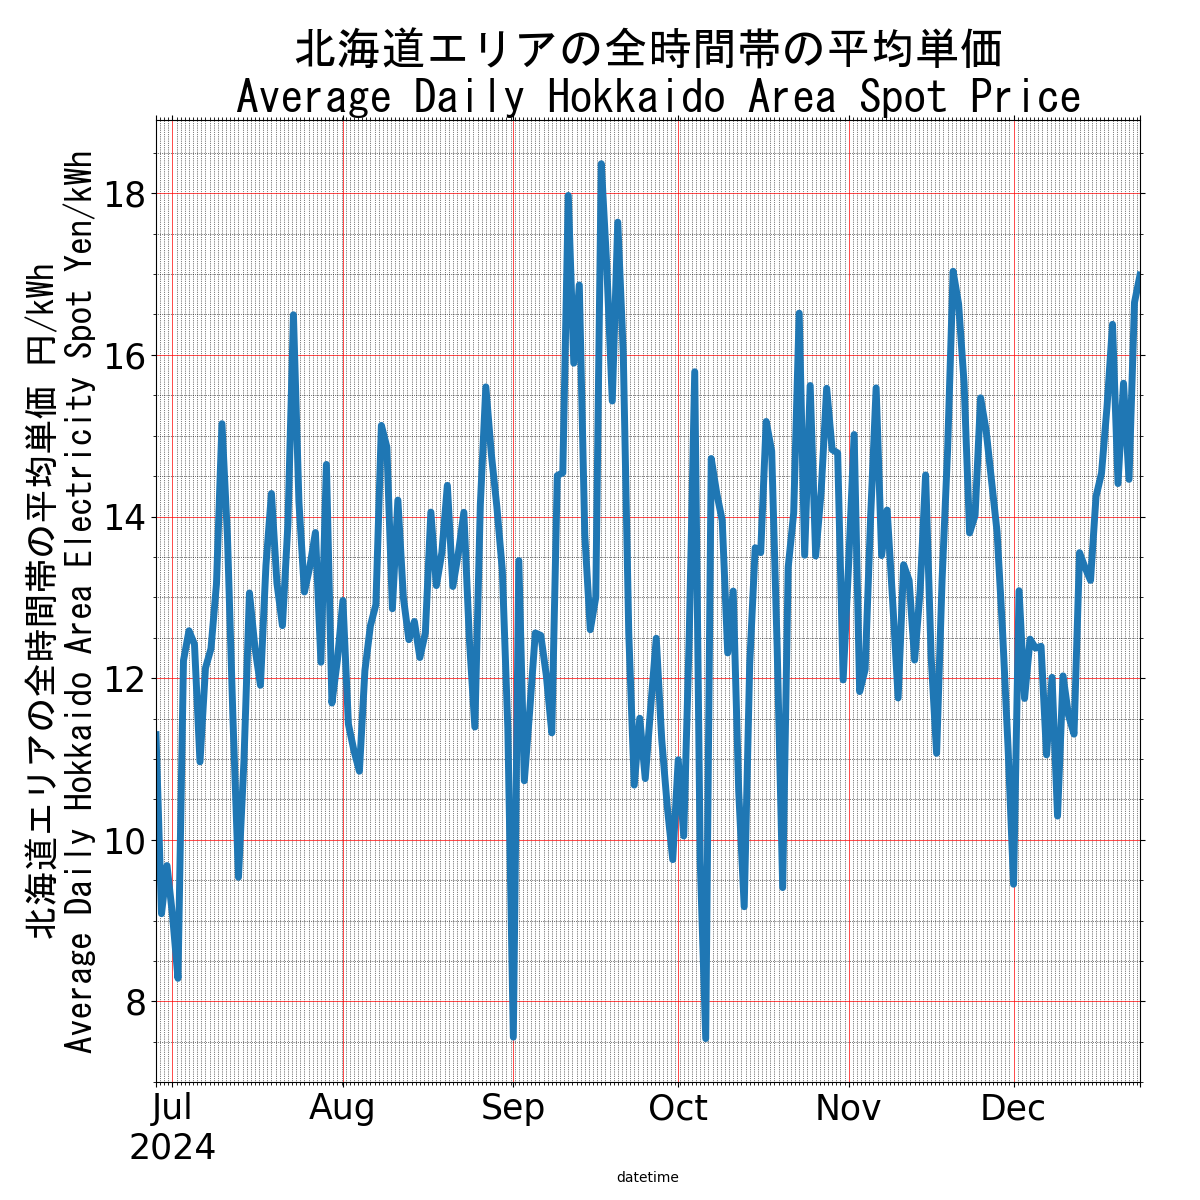 北海道エリアの全時間帯の平均単価
Average Daily Hokkaido Area Spot Price
北海道エリアの全時間帯の平均単価 円/kWh
Average Daily Hokkaido Area Electricity Spot Yen/kWh
18
16
14
12
10
8
Jul Aug Sep Oct Nov Dec
2024
datetime